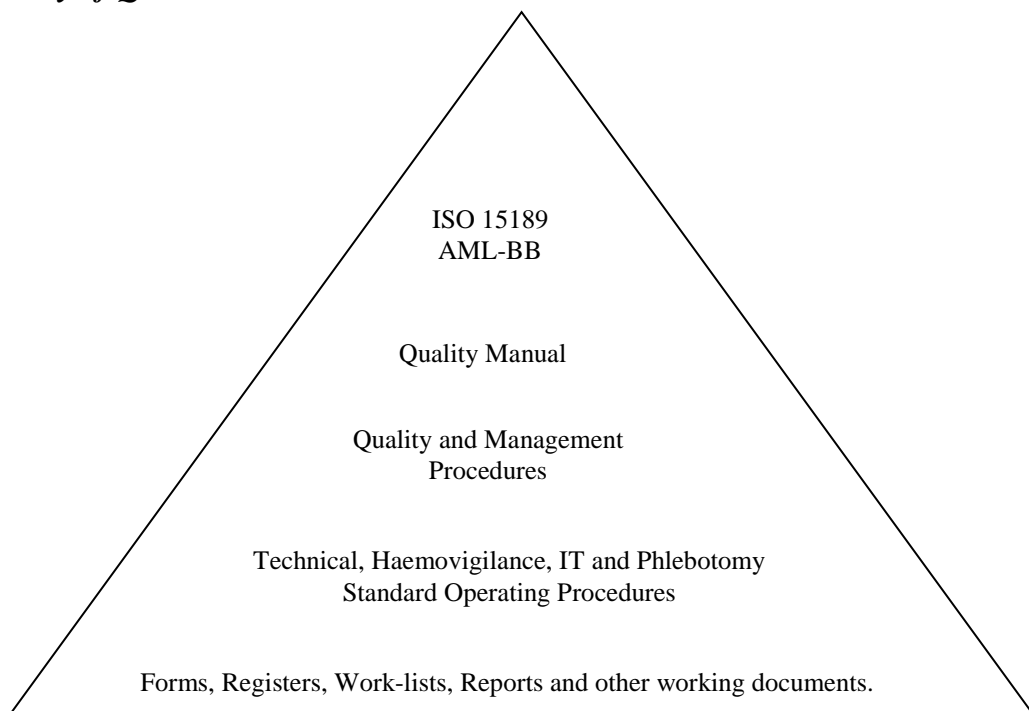 ISO 15189
AML-BB
Quality Manual
Quality and Management
Procedures
Technical, Haemovigilance, IT and Phlebotomy
Standard Operating Procedures
Forms, Registers, Work-lists, Reports and other working documents.